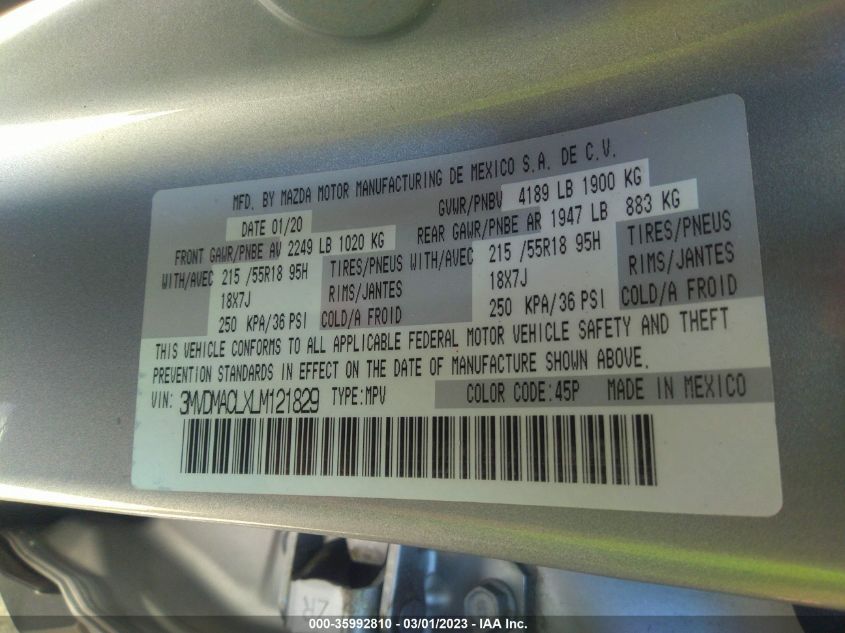 MFD. BY MAZDA MOTOR MANUFACTURING DE MEXICO S.A. DE C.V.
DATE 01/20
GVWR/PNBV 4189 LB 1900 KG
FRONT GAWR/PNBE AV 2249 LB 1020 KG
REAR GAWR/PNBE AR 1947 LB 883 KG
WITH/AVEC 215 /55R18 95H TIRES/PNEUS
WITH/AVEC 215 /55R18 95H TIRES/PNEUS
18X7J RIMS/JANTES
18X7J RIMS/JANTES
250 KPA/36 PSI COLD/A FROID
250 KPA/36 PSI COLD/A FROID
THIS VEHICLE CONFORMS TO ALL APPLICABLE FEDERAL MOTOR VEHICLE SAFETY AND THEFT
PREVENTION STANDARDS IN EFFECT ON THE DATE OF MANUFACTURE SHOWN ABOVE.
VIN: 3MVDMACLXLM121829 TYPE:MPV COLOR CODE:45P MADE IN MEXICO
ZR
000-35992810 - 03/01/2023 - IAA Inc.